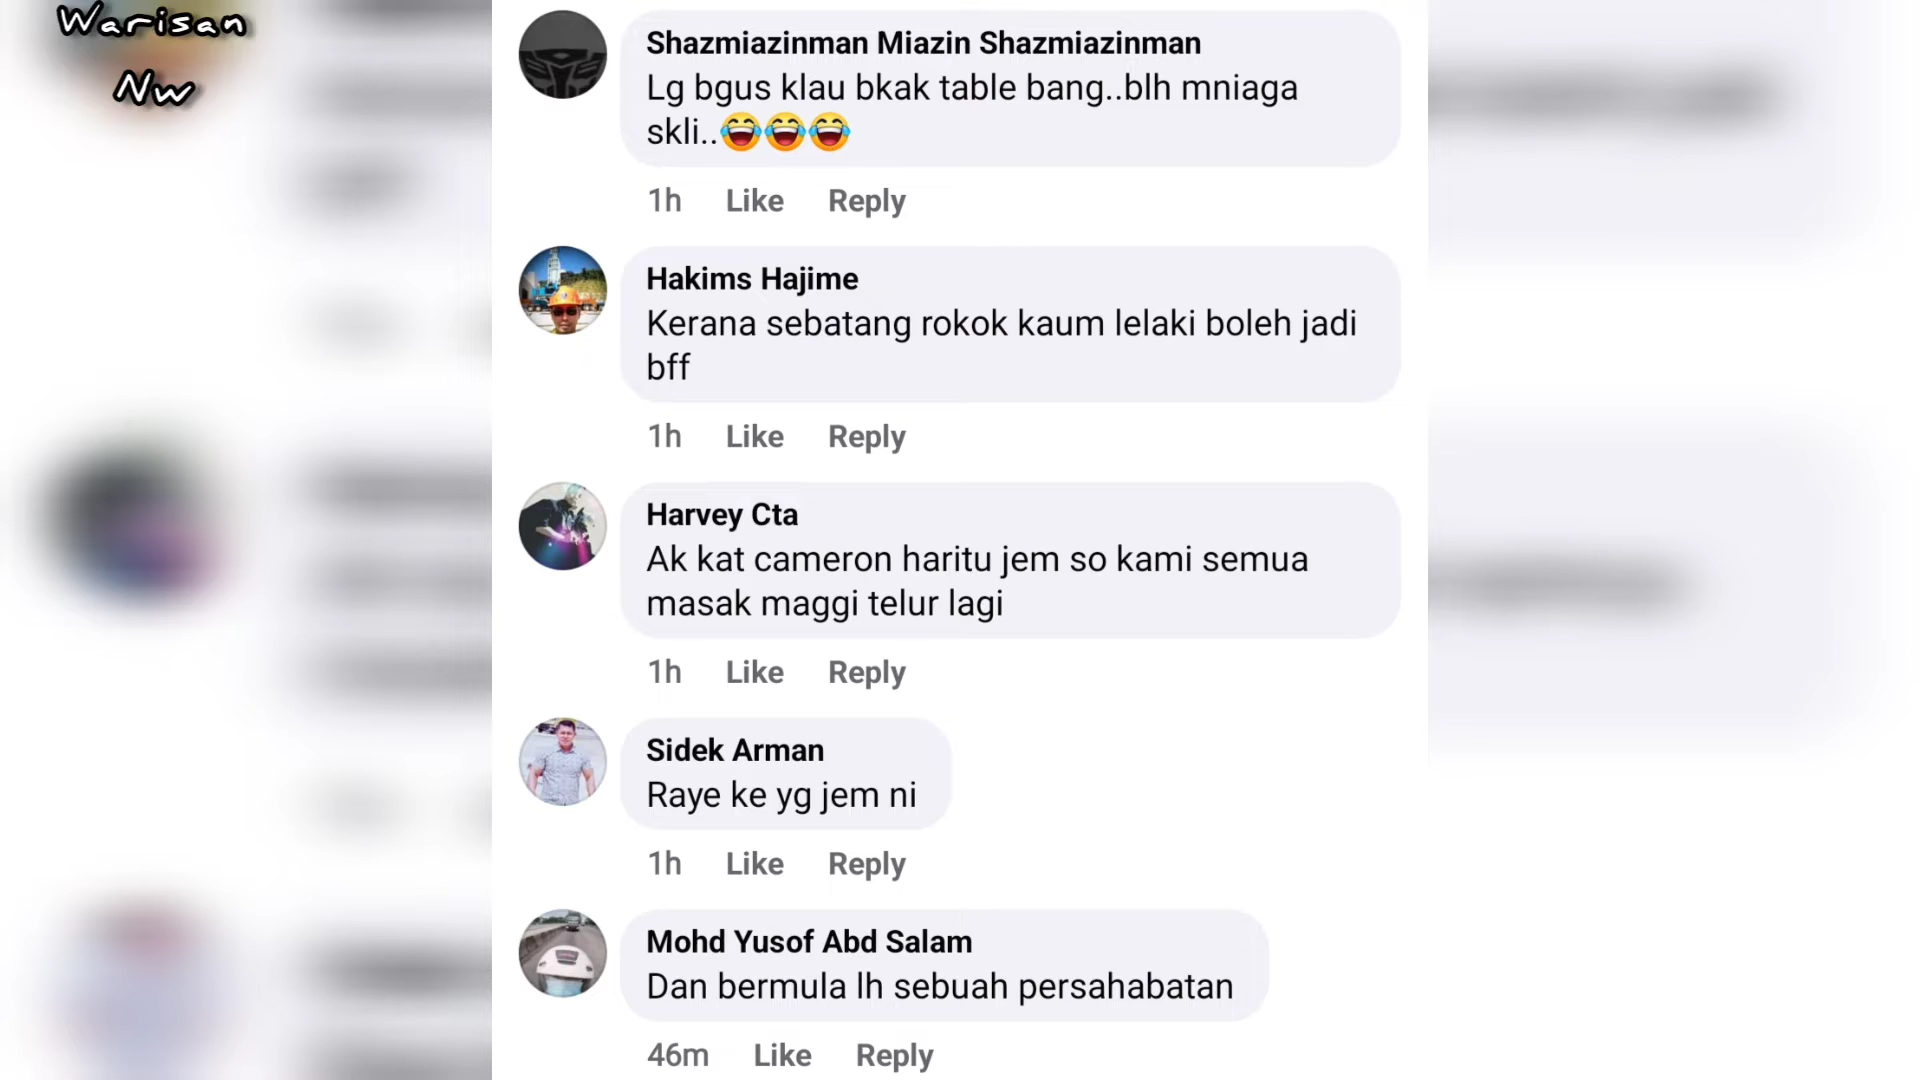 Warisan
Nw
Shazmiazinman Miazin Shazmiazinman
Lg bgus klau bkak table bang..blh mniaga
skli..😂😂😂
1h Like Reply
Hakims Hajime
Kerana sebatang rokok kaum lelaki boleh jadi
bff
1h Like Reply
Harvey Cta
Ak kat cameron haritu jem so kami semua
masak maggi telur lagi
1h Like Reply
Sidek Arman
Raye ke yg jem ni
1h Like Reply
Mohd Yusof Abd Salam
Dan bermula lh sebuah persahabatan
46m Like Reply